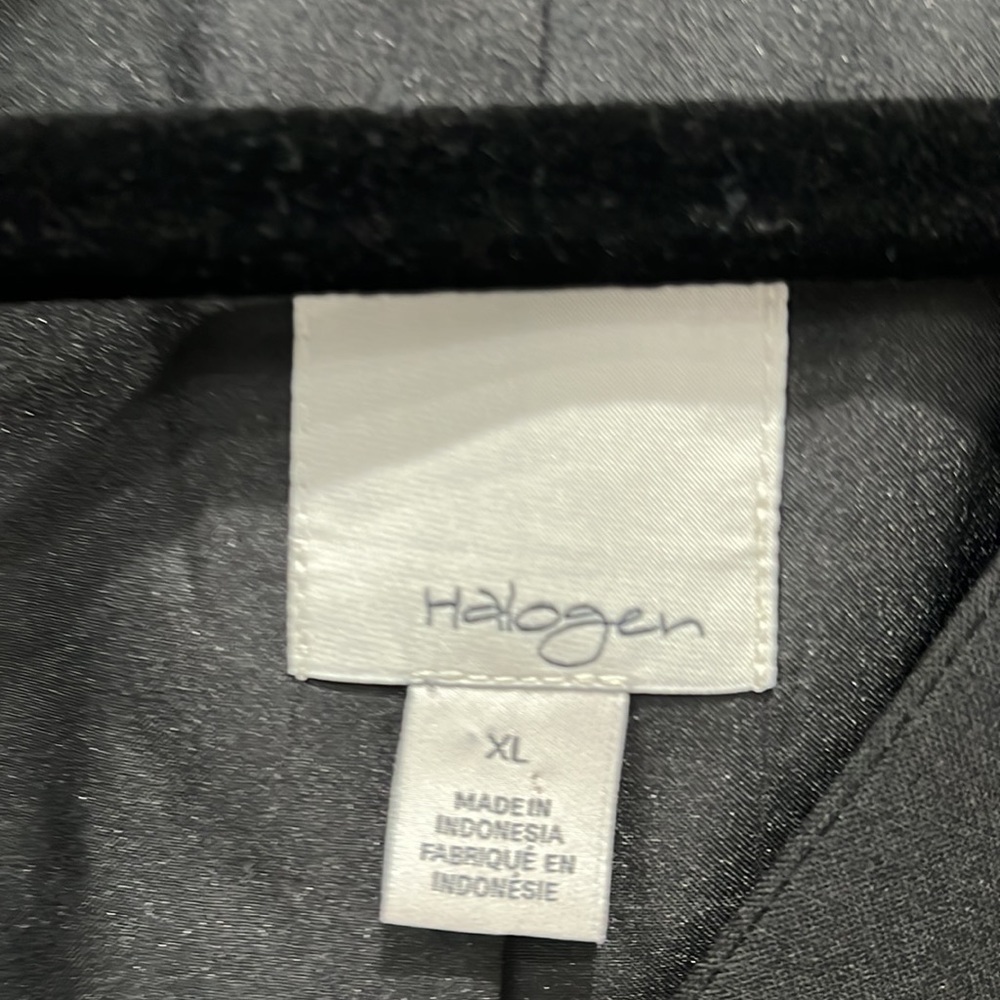 Halogen
XL
MADE IN
INDONESIA
FABRIQUÉ EN
INDONÉSIE